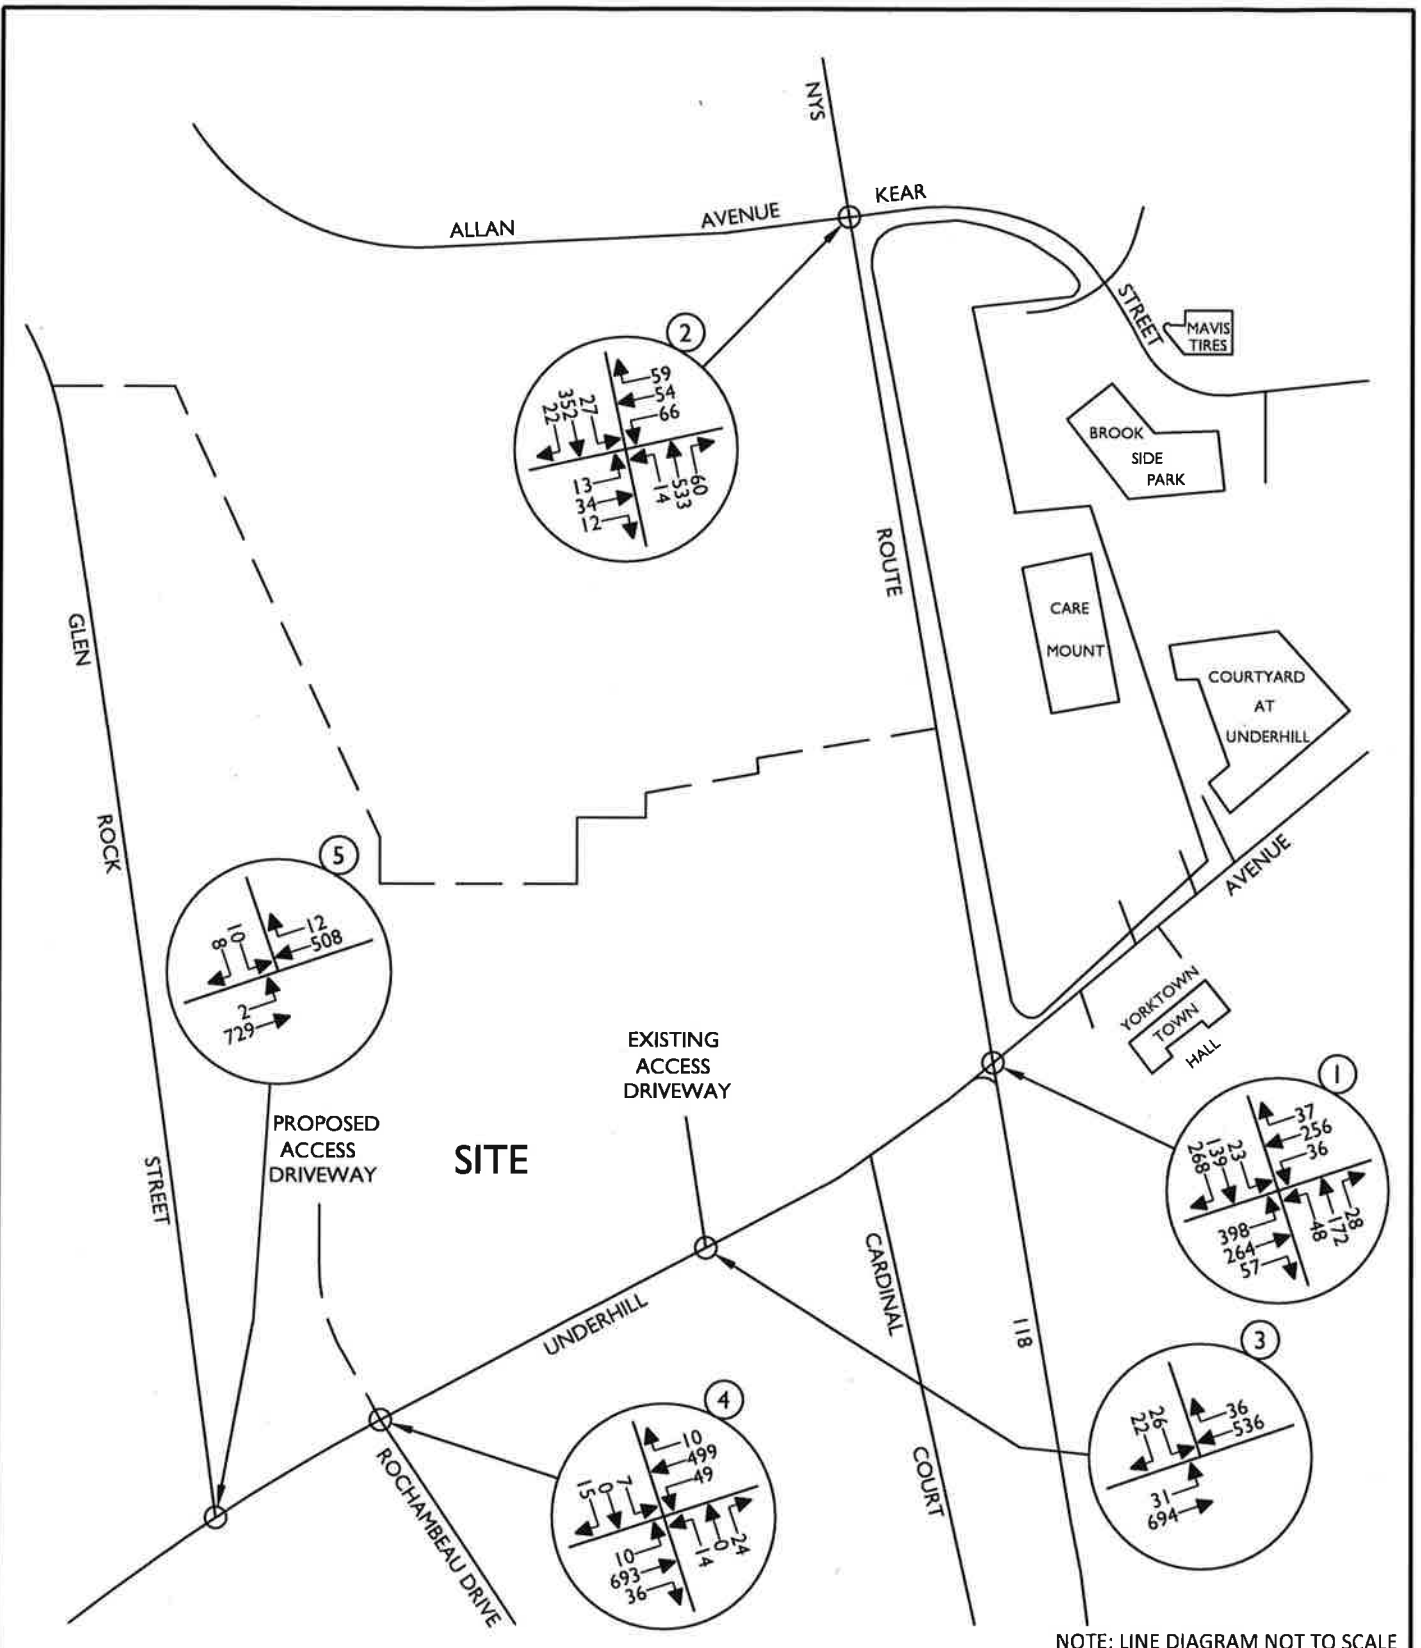 NYS
KEAR
ALLAN
AVENUE
STREET
MAVIS
TIRES
2
59
54
66
22
352
27
13
34
12
14
533
60
BROOK
SIDE
PARK
ROUTE
CARE
MOUNT
GLEN
COURTYARD
AT
UNDERHILL
ROCK
AVENUE
5
12
508
8
10
2
729
YORKTOWN
TOWN
HALL
EXISTING
ACCESS
DRIVEWAY
PROPOSED
ACCESS
DRIVEWAY
SITE
STREET
1
37
256
36
268
139
23
398
264
57
48
172
28
CARDINAL
UNDERHILL
118
3
36
536
22
26
31
694
4
10
499
49
15
0
7
10
693
36
14
0
24
COURT
ROCHAMBEAU DRIVE
NOTE: LINE DIAGRAM NOT TO SCALE